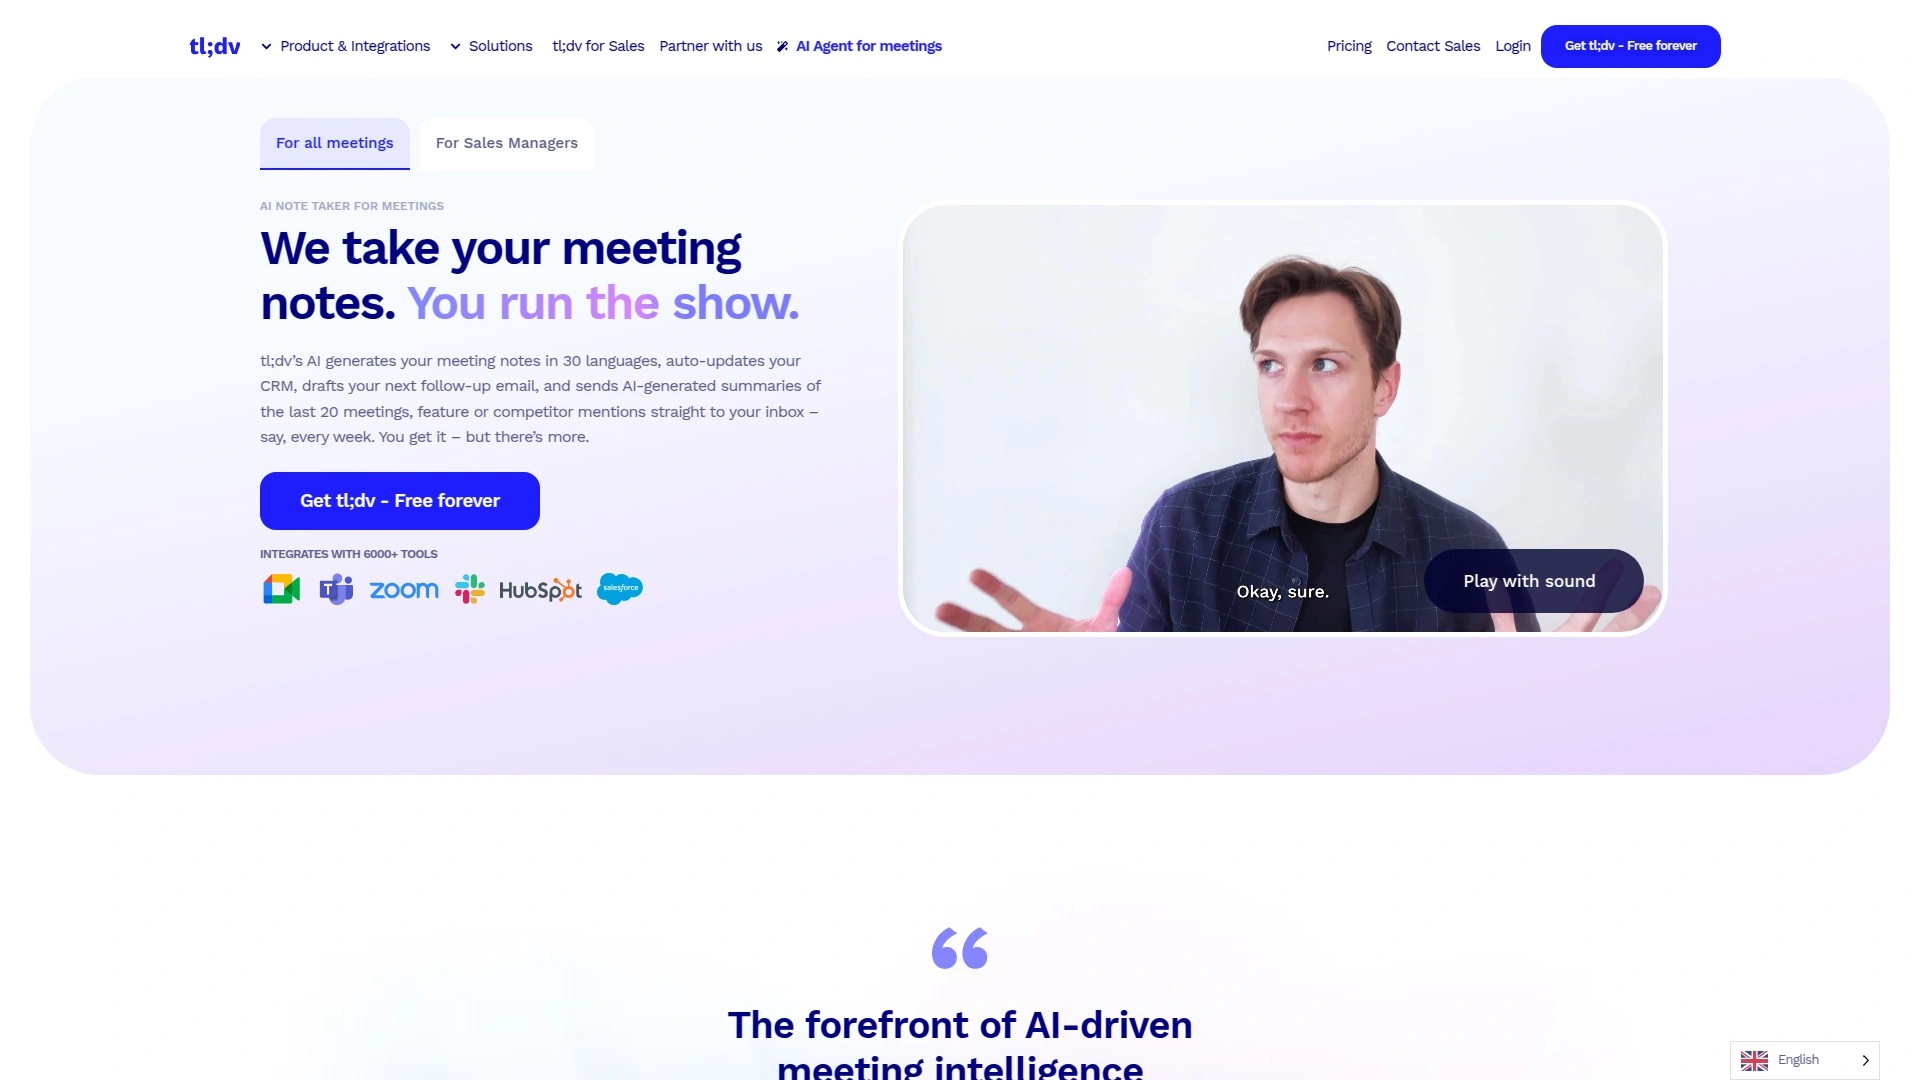 tl;dv
Product & Integrations
Solutions
tl;dv for Sales
Partner with us
AI Agent for meetings
Pricing
Contact Sales
Login
Get tl;dv - Free forever
For all meetings
For Sales Managers
AI NOTE TAKER FOR MEETINGS
We take your meeting
notes. You run the show.
tl;dv’s AI generates your meeting notes in 30 languages, auto-updates your
CRM, drafts your next follow-up email, and sends AI-generated summaries of
the last 20 meetings, feature or competitor mentions straight to your inbox –
say, every week. You get it – but there’s more.
Get tl;dv - Free forever
INTEGRATES WITH 6000+ TOOLS
T
zoom
HubSpot
salesforce
Okay, sure.
Play with sound
The forefront of AI-driven
meeting intelligence
English